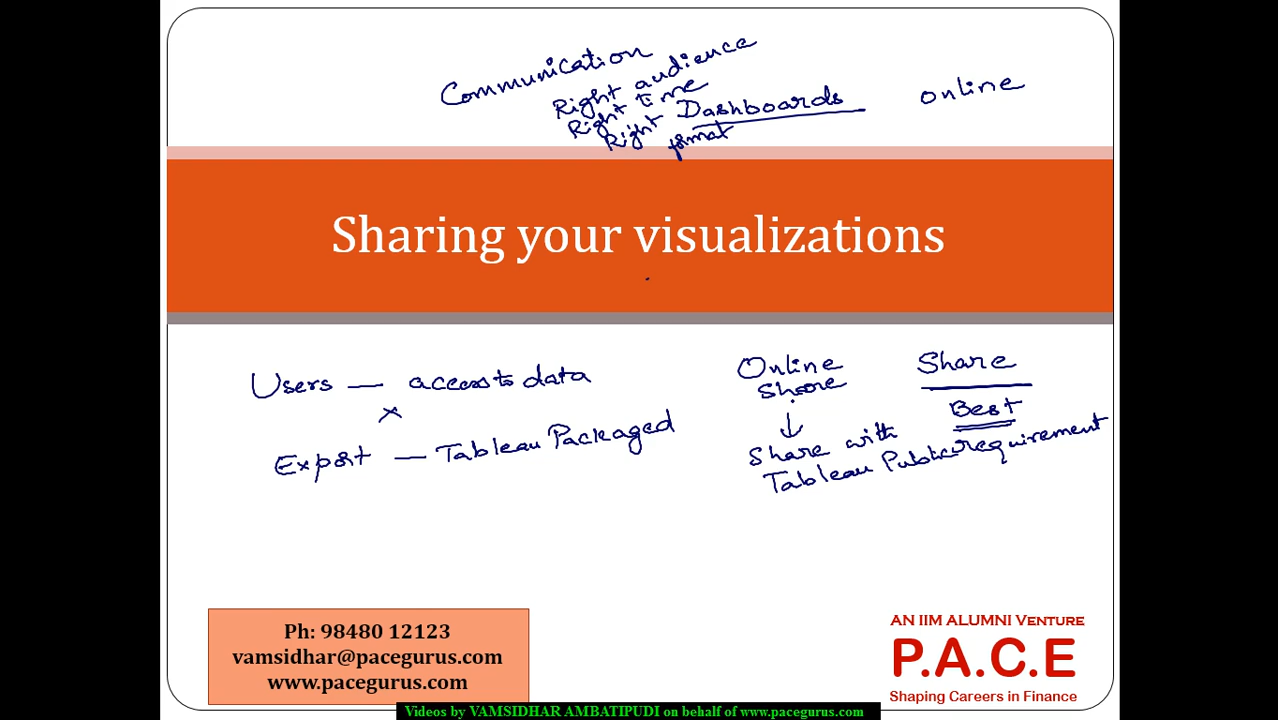 Communication
Right audience
Right time
Right format
Dashboards
online
Sharing your visualizations
Users — access to data
x
Export — Tableau Packaged
Online
Share
Share with
Tableau Public
Share
Best
requirement
Ph: 98480 12123
vamsidhar@pacegurus.com
www.pacegurus.com
AN IIM ALUMNI VENTURE
P.A.C.E
Shaping Careers in Finance
Videos by VAMSIDHAR AMBATIPUDI on behalf of www.pacegurus.com